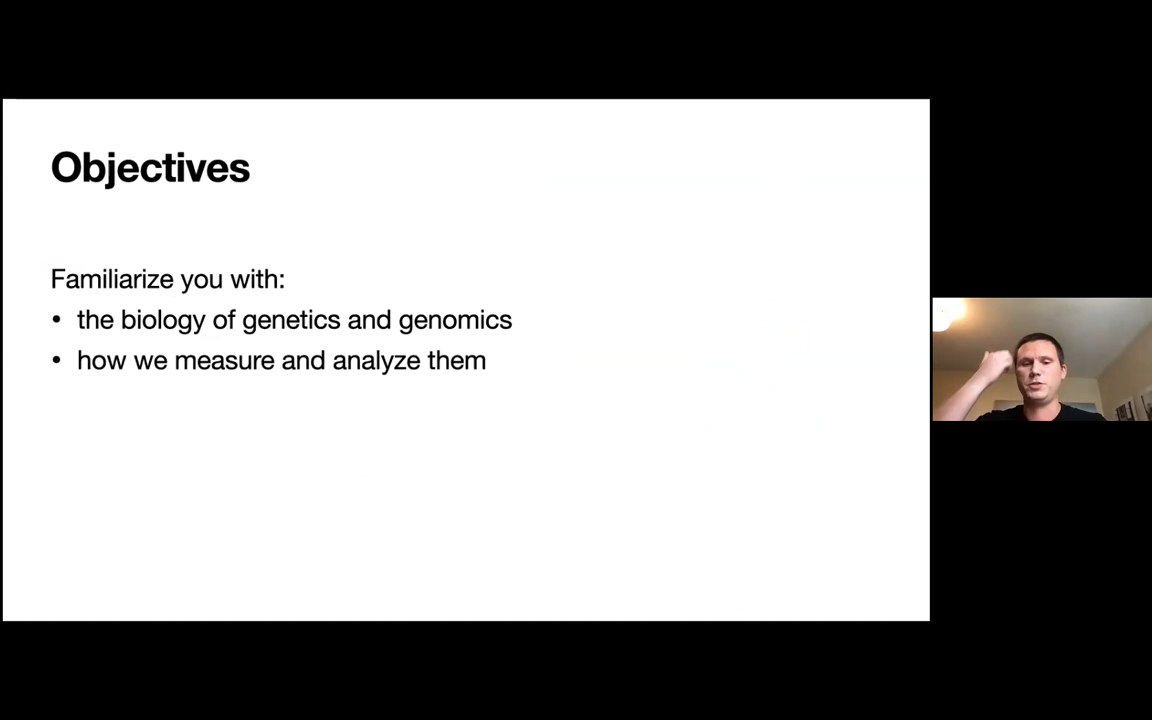 Objectives
Familiarize you with:
• the biology of genetics and genomics
• how we measure and analyze them